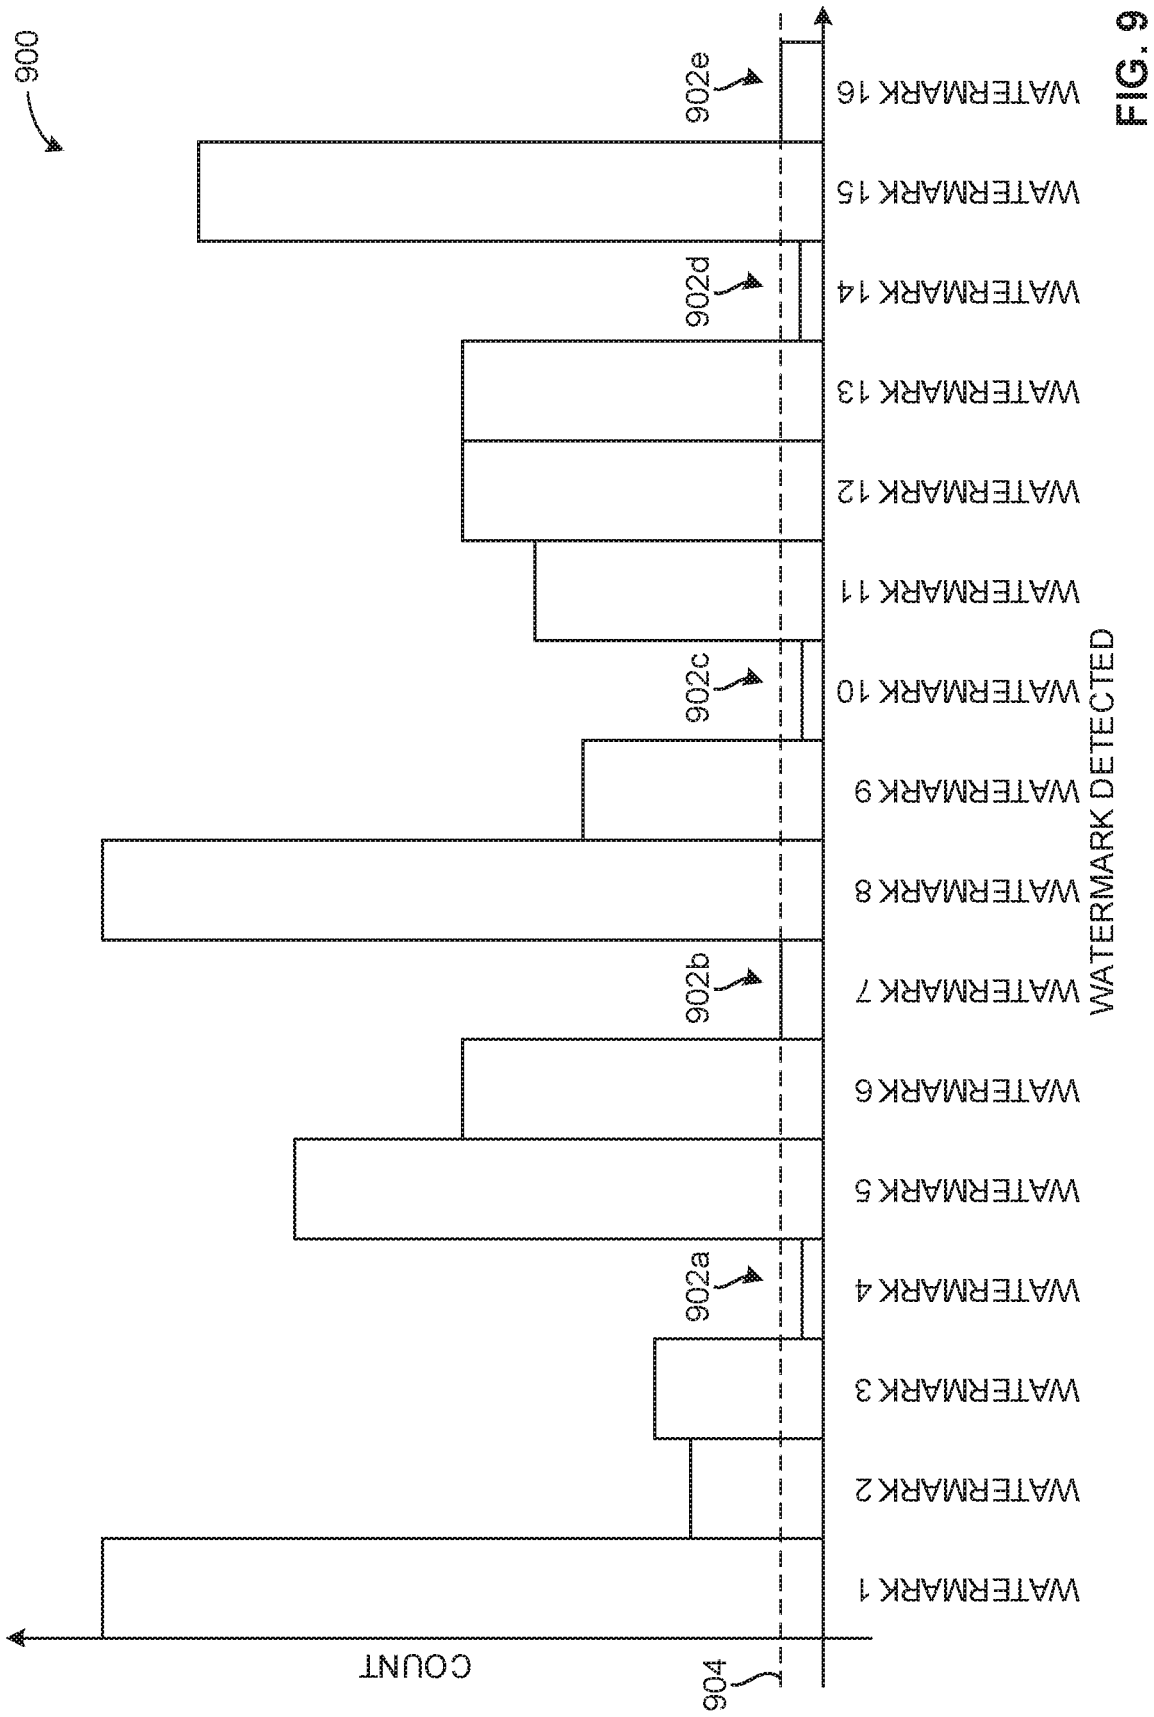 900
COUNT
904
902a
902b
902c
902d
902e
WATERMARK 1
WATERMARK 2
WATERMARK 3
WATERMARK 4
WATERMARK 5
WATERMARK 6
WATERMARK 7
WATERMARK 8
WATERMARK 9
WATERMARK 10
WATERMARK 11
WATERMARK 12
WATERMARK 13
WATERMARK 14
WATERMARK 15
WATERMARK 16
WATERMARK DETECTED
FIG. 9